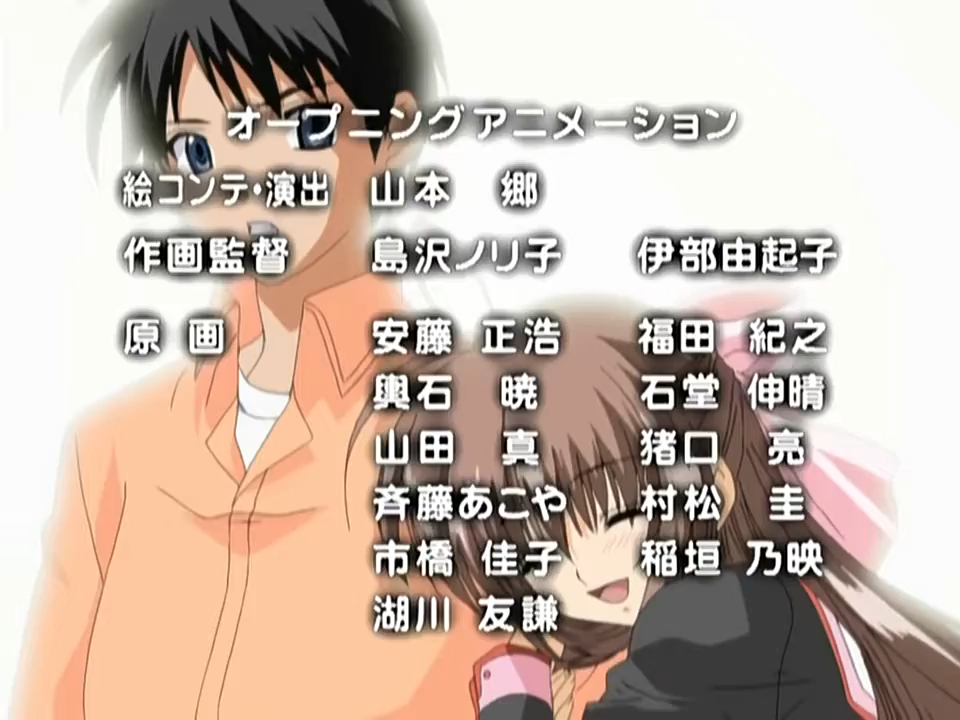 オープニングアニメーション
絵コンテ・演出 山本 郷
作画監督 島沢ノリ子 伊部由起子
原画 安藤 正浩 福田 紀之
輿石 暁 石堂 伸晴
山田 真 猪口 亮
斉藤あこや 村松 圭
市橋 佳子 稲垣 乃映
湖川 友謙